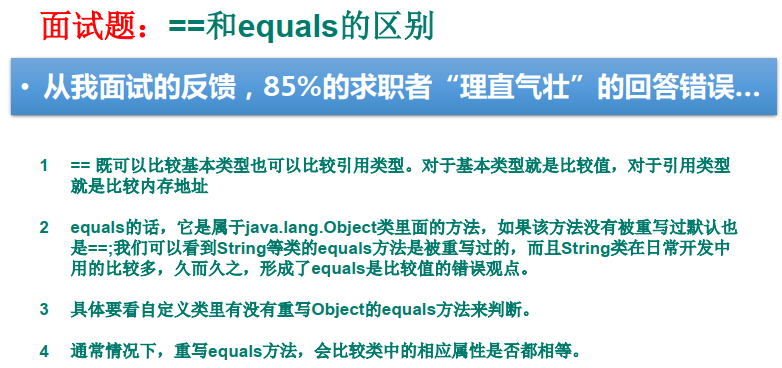 面试题：==和equals的区别
• 从我面试的反馈，85%的求职者“理直气壮”的回答错误...
1 == 既可以比较基本类型也可以比较引用类型。对于基本类型就是比较值，对于引用类型
就是比较内存地址
2 equals的话，它是属于java.lang.Object类里面的方法，如果该方法没有被重写过默认也
是==;我们可以看到String等类的equals方法是被重写过的，而且String类在日常开发中
用的比较多，久而久之，形成了equals是比较值的错误观点。
3 具体要看自定义类里有没有重写Object的equals方法来判断。
4 通常情况下，重写equals方法，会比较类中的相应属性是否都相等。